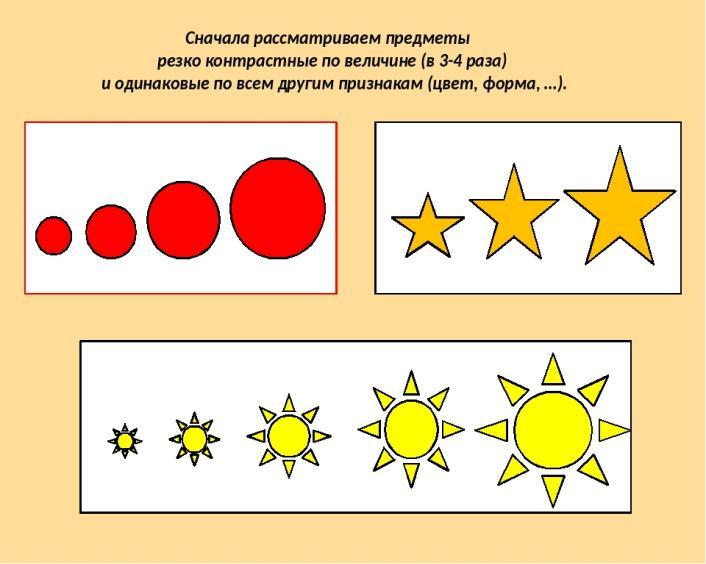 Сначала рассматриваем предметы
резко контрастные по величине (в 3-4 раза)
и одинаковые по всем другим признакам (цвет, форма, ...).